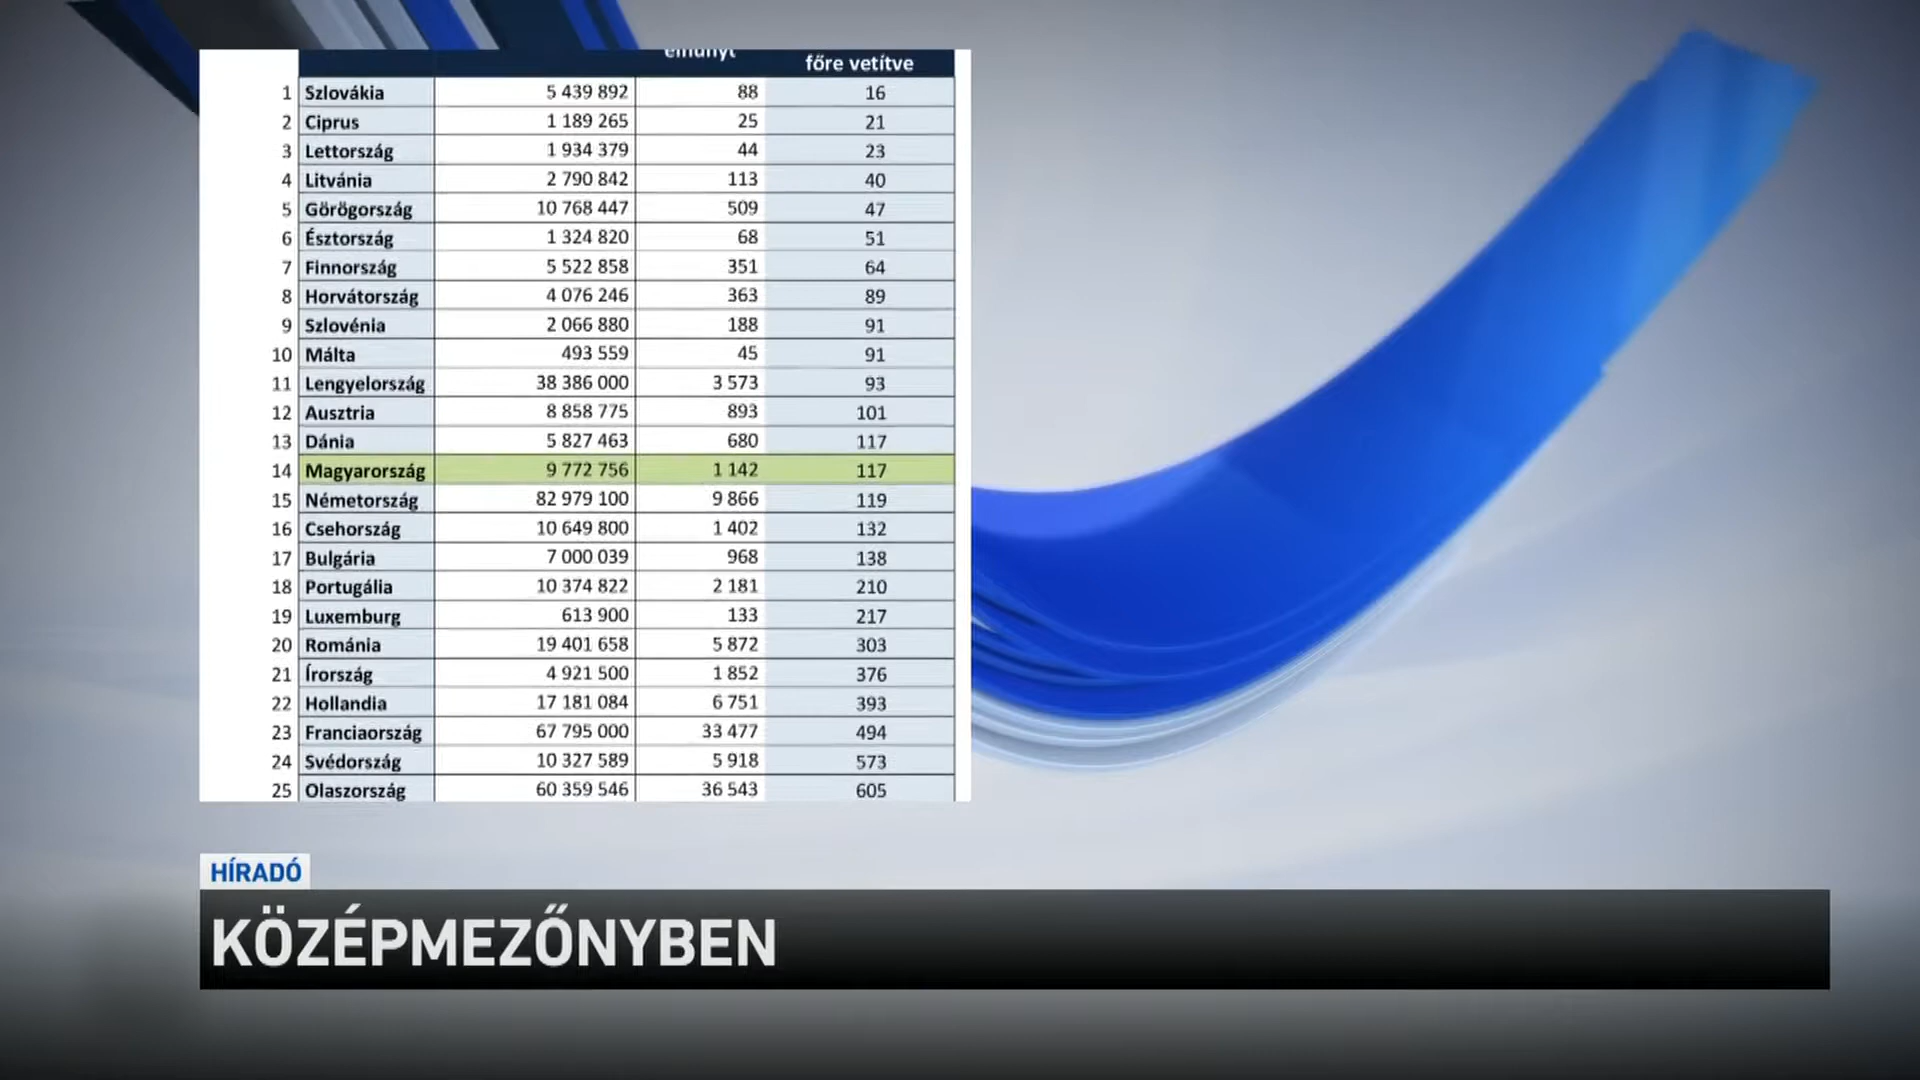 elhunyt
főre vetítve
1 Szlovákia 5 439 892 88 16
2 Ciprus 1 189 265 25 21
3 Lettország 1 934 379 44 23
4 Litvánia 2 790 842 113 40
5 Görögország 10 768 447 509 47
6 Észtország 1 324 820 68 51
7 Finnország 5 522 858 351 64
8 Horvátország 4 076 246 363 89
9 Szlovénia 2 066 880 188 91
10 Málta 493 559 45 91
11 Lengyelország 38 386 000 3 573 93
12 Ausztria 8 858 775 893 101
13 Dánia 5 827 463 680 117
14 Magyarország 9 772 756 1 142 117
15 Németország 82 979 100 9 866 119
16 Csehország 10 649 800 1 402 132
17 Bulgária 7 000 039 968 138
18 Portugália 10 374 822 2 181 210
19 Luxemburg 613 900 133 217
20 Románia 19 401 658 5 872 303
21 Írország 4 921 500 1 852 376
22 Hollandia 17 181 084 6 751 393
23 Franciaország 67 795 000 33 477 494
24 Svédország 10 327 589 5 918 573
25 Olaszország 60 359 546 36 543 605
HÍRADÓ
KÖZÉPMEZŐNYBEN